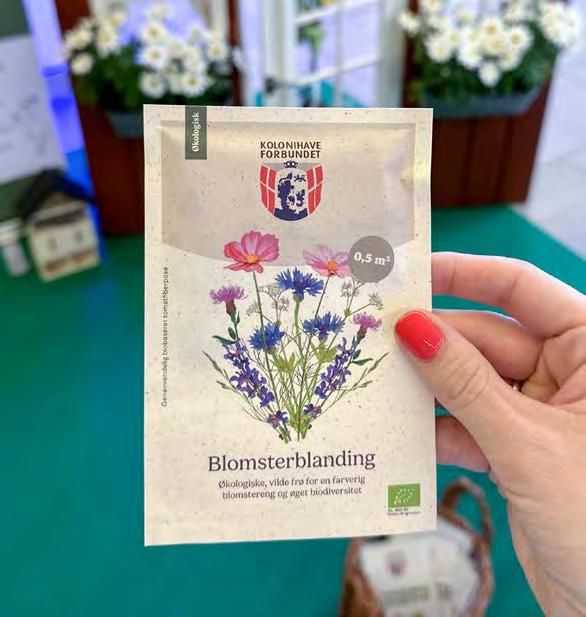 Økologisk
KOLONIHAVE
FORBUNDET
0,5 m²
Genanvendelig biobaseret tomatfiberpose
Blomsterblanding
Økologiske, vilde frø for en farverig
blomstereng og øget biodiversitet